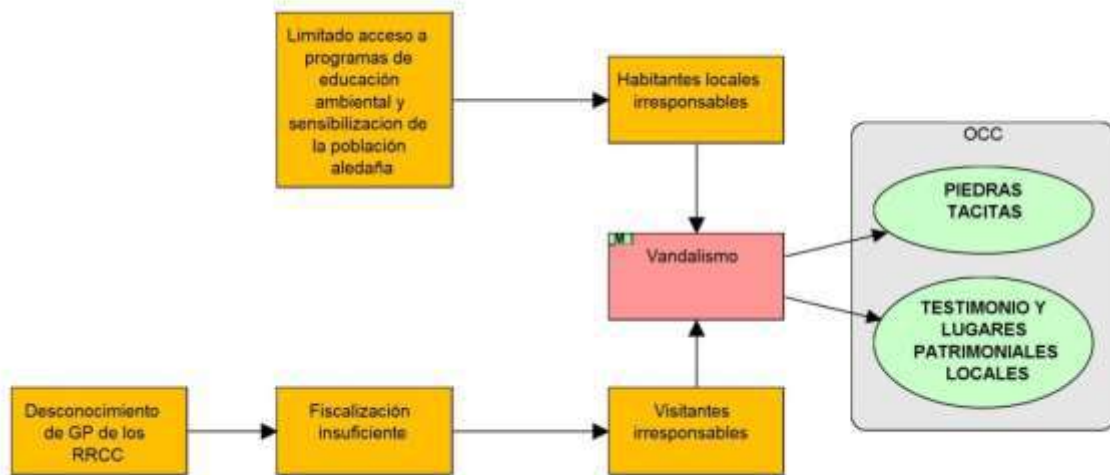 Limitado acceso a
programas de
educación
ambiental y
sensibilizacion de
la población
aledaña
Habitantes locales
irresponsables
OCC
PIEDRAS
TACITAS
M
Vandalismo
TESTIMONIO Y
LUGARES
PATRIMONIALES
LOCALES
Desconocimiento
de GP de los
RRCC
Fiscalización
insuficiente
Visitantes
irresponsables